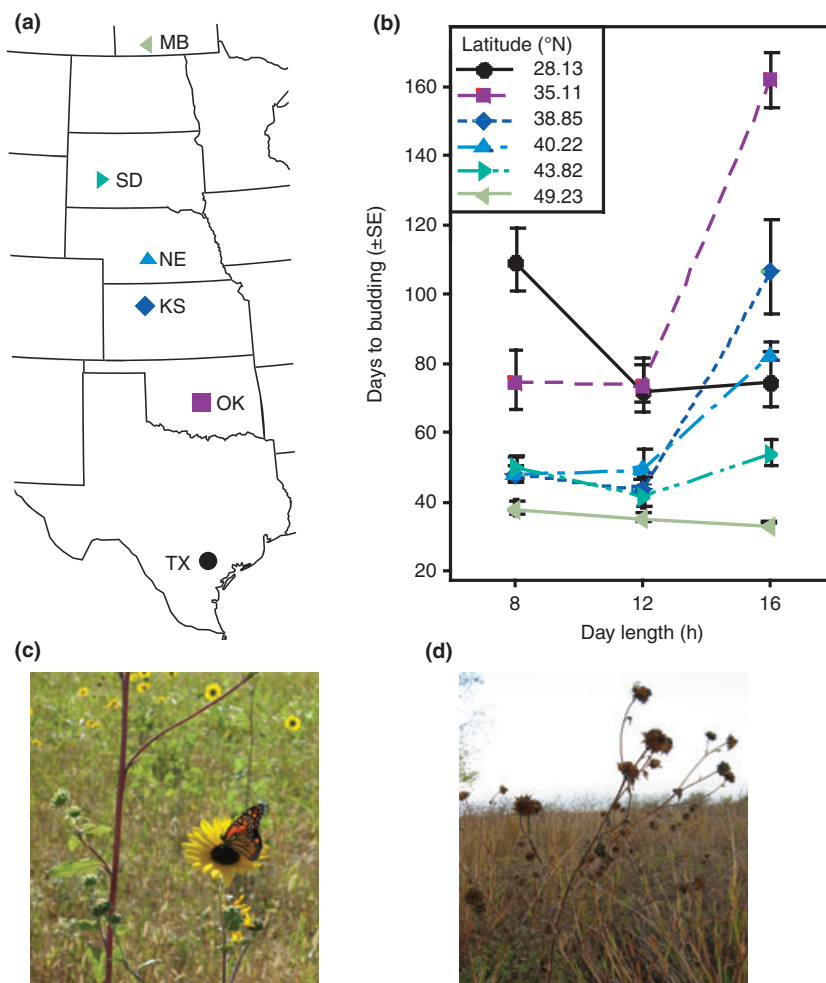 (a)
MB
SD
NE
KS
OK
TX
(b)
Latitude (°N)
28.13
35.11
38.85
40.22
43.82
49.23
Days to budding (±SE)
160
140
120
100
80
60
40
20
8
12
16
Day length (h)
(c)
(d)